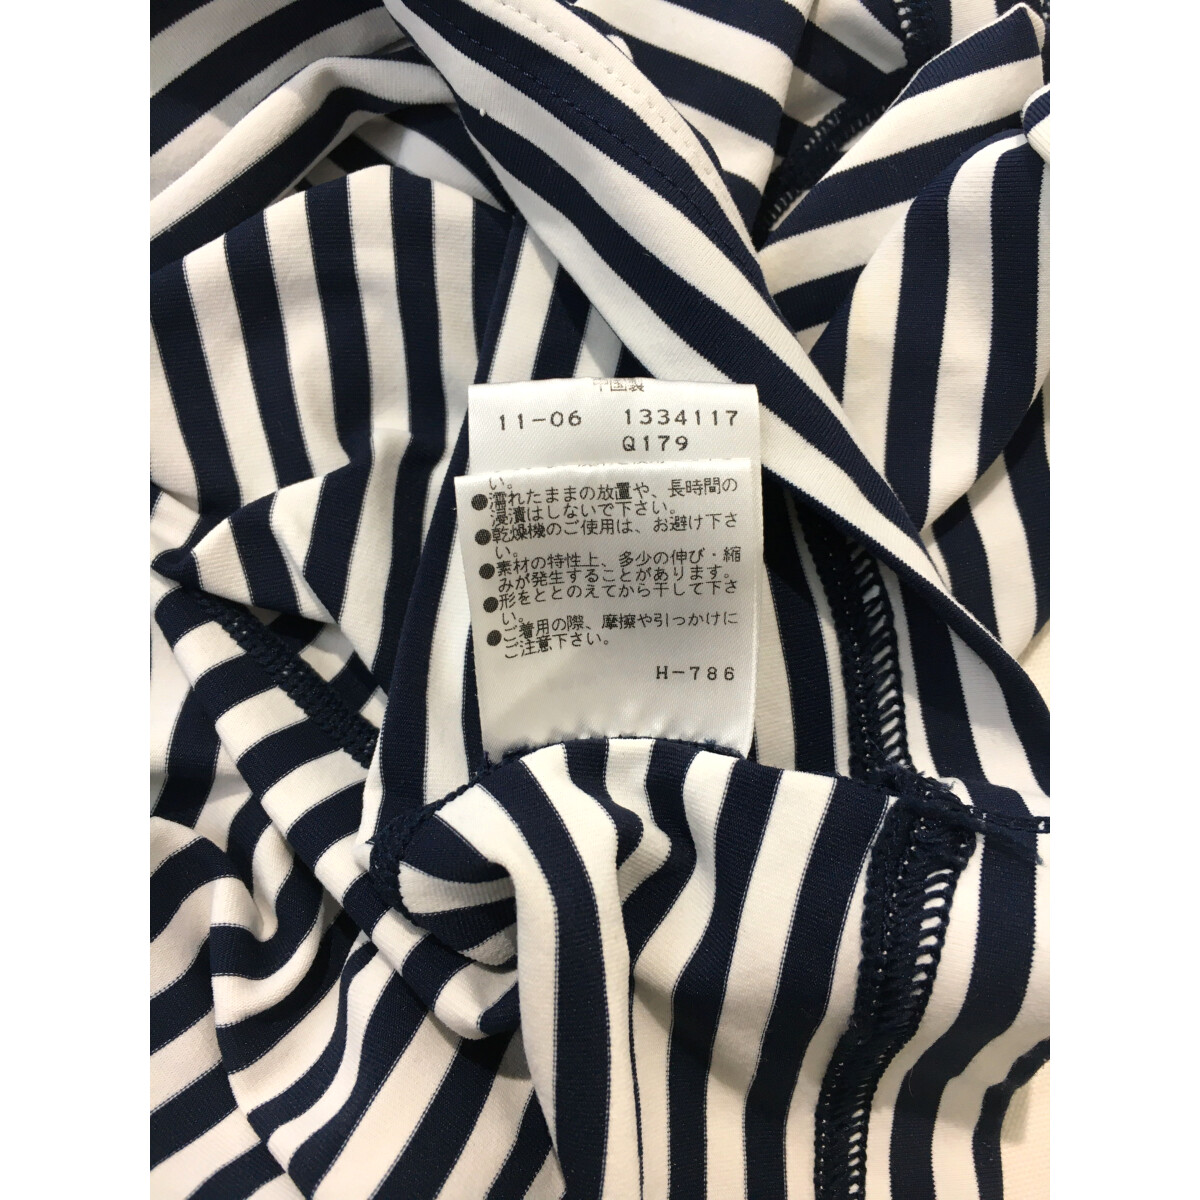 中国製
11-06 1334117
Q179
い。
●濡れたままの放置や、長時間の
浸漬はしないで下さい。
●乾燥機のご使用は、お避け下さ
い。
●素材の特性上、多少の伸び・縮
みが発生することがあります。
●形をととのえてから干して下さ
い。
●ご着用の際、摩擦や引っかけに
ご注意下さい。
H-786